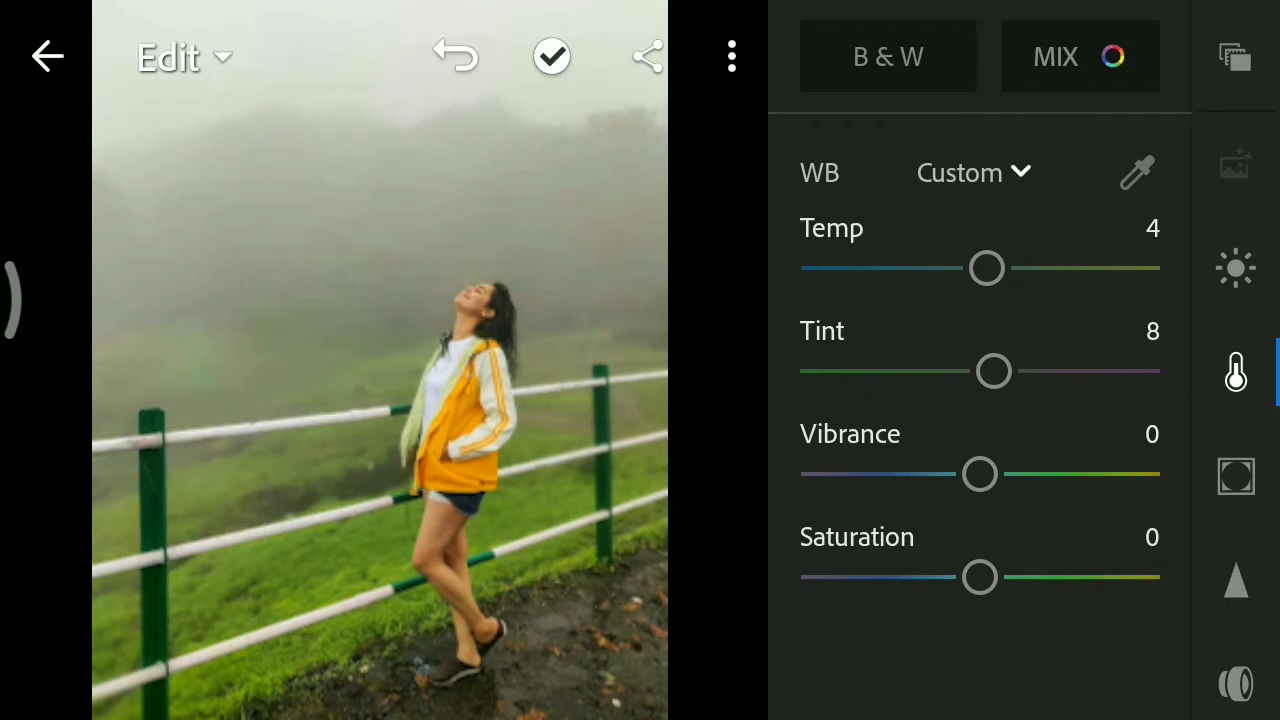 Edit
B & W
MIX
WB Custom
Temp 4
Tint 8
Vibrance 0
Saturation 0